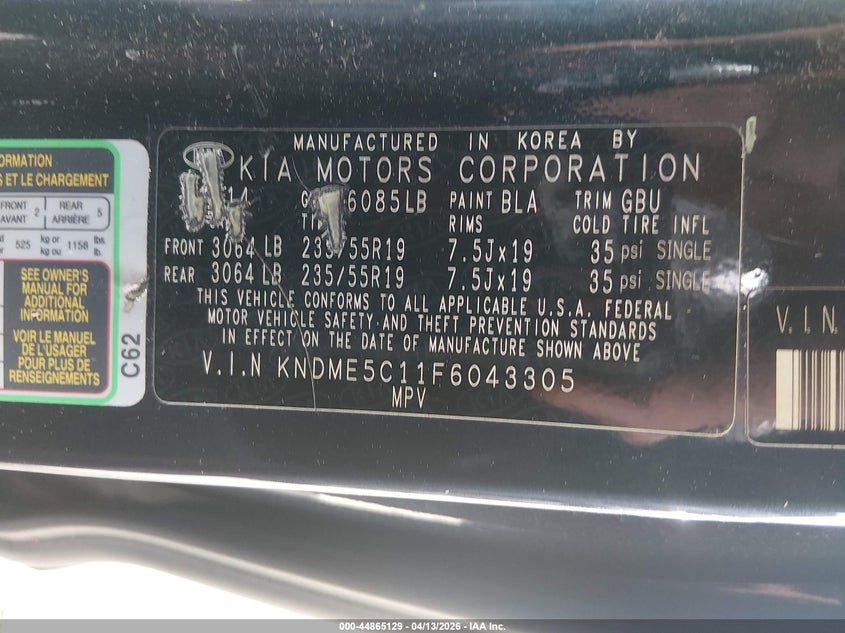 ORMATION
S ET LE CHARGEMENT
FRONT AVANT 2 REAR ARRIÈRE 5
525 kg or kg ou 1158 lbs. lb.
SEE OWNER'S
MANUAL FOR
ADDITIONAL
INFORMATION
VOIR LE MANUEL
DE L'USAGER
POUR PLUS DE
RENSEIGNEMENTS
C62
MANUFACTURED IN KOREA BY
KIA MOTORS CORPORATION
14 G 6085LB PAINT BLA TRIM GBU
RIMS COLD TIRE INFL
FRONT 3064 LB 235/55R19 7.5Jx19 35 psi SINGLE
REAR 3064 LB 235/55R19 7.5Jx19 35 psi SINGLE
THIS VEHICLE CONFORMS TO ALL APPLICABLE U.S.A. FEDERAL
MOTOR VEHICLE SAFETY AND THEFT PREVENTION STANDARDS
IN EFFECT ON THE DATE OF MANUFACTURE SHOWN ABOVE
V.I.N KNDME5C11F6043305
MPV
V.I.N
000-44865129 - 04/13/2026 - IAA Inc.